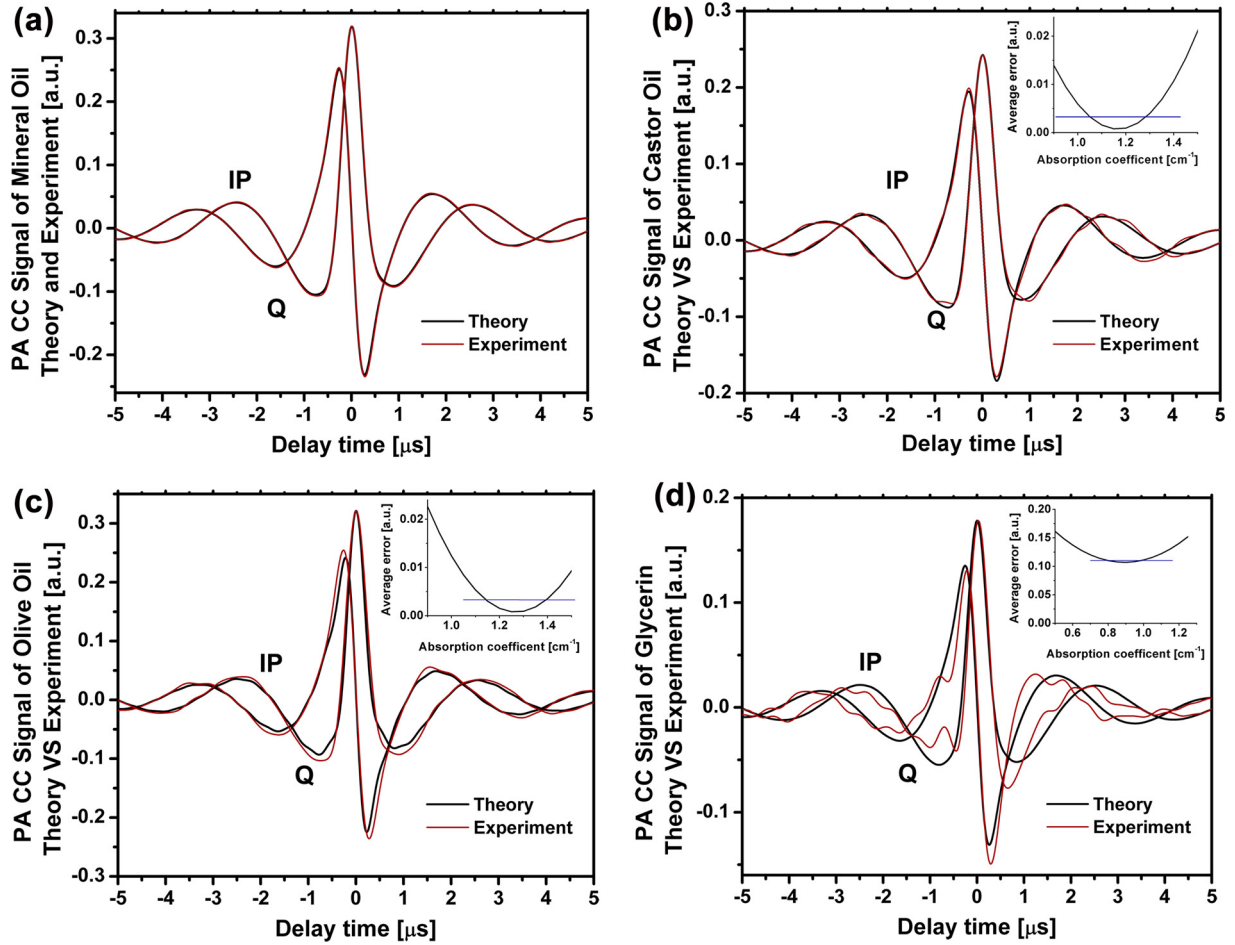 (a)
PA CC Signal of Mineral Oil
Theory and Experiment [a.u.]
0.3
0.2
0.1
0.0
-0.1
-0.2
IP
Q
Theory
Experiment
-5 -4 -3 -2 -1 0 1 2 3 4 5
Delay time [μs]
(b)
PA CC Signal of Castor Oil
Theory VS Experiment [a.u.]
0.3
0.2
0.1
0.0
-0.1
-0.2
IP
Q
Theory
Experiment
-5 -4 -3 -2 -1 0 1 2 3 4 5
Delay time [μs]
Average error [a.u.]
0.02
0.01
0.00
1.0 1.2 1.4
Absorption coefficent [cm-1]
(c)
PA CC Signal of Olive Oil
Theory VS Experiment [a.u.]
0.3
0.2
0.1
0.0
-0.1
-0.2
-0.3
IP
Q
Theory
Experiment
-5 -4 -3 -2 -1 0 1 2 3 4 5
Delay time [μs]
Average error [a.u.]
0.02
0.01
0.00
1.0 1.2 1.4
Absorption coefficent [cm-1]
(d)
PA CC Signal of Glycerin
Theory VS Experiment [a.u.]
0.2
0.1
0.0
-0.1
IP
Q
Theory
Experiment
-5 -4 -3 -2 -1 0 1 2 3 4 5
Delay time [μs]
Average error [a.u.]
0.20
0.15
0.10
0.05
0.00
0.6 0.8 1.0 1.2
Absorption coefficent [cm-1]